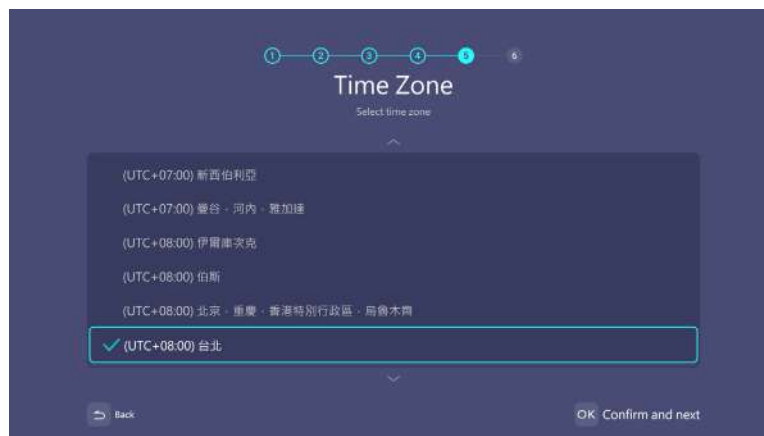 1 2 3 4 5 6
Time Zone
Select time zone
(UTC+07:00) 新西伯利亞
(UTC+07:00) 曼谷、河內、雅加達
(UTC+08:00) 伊爾庫次克
(UTC+08:00) 伯斯
(UTC+08:00) 北京、重慶、香港特別行政區、烏魯木齊
(UTC+08:00) 台北
Back
OK Confirm and next